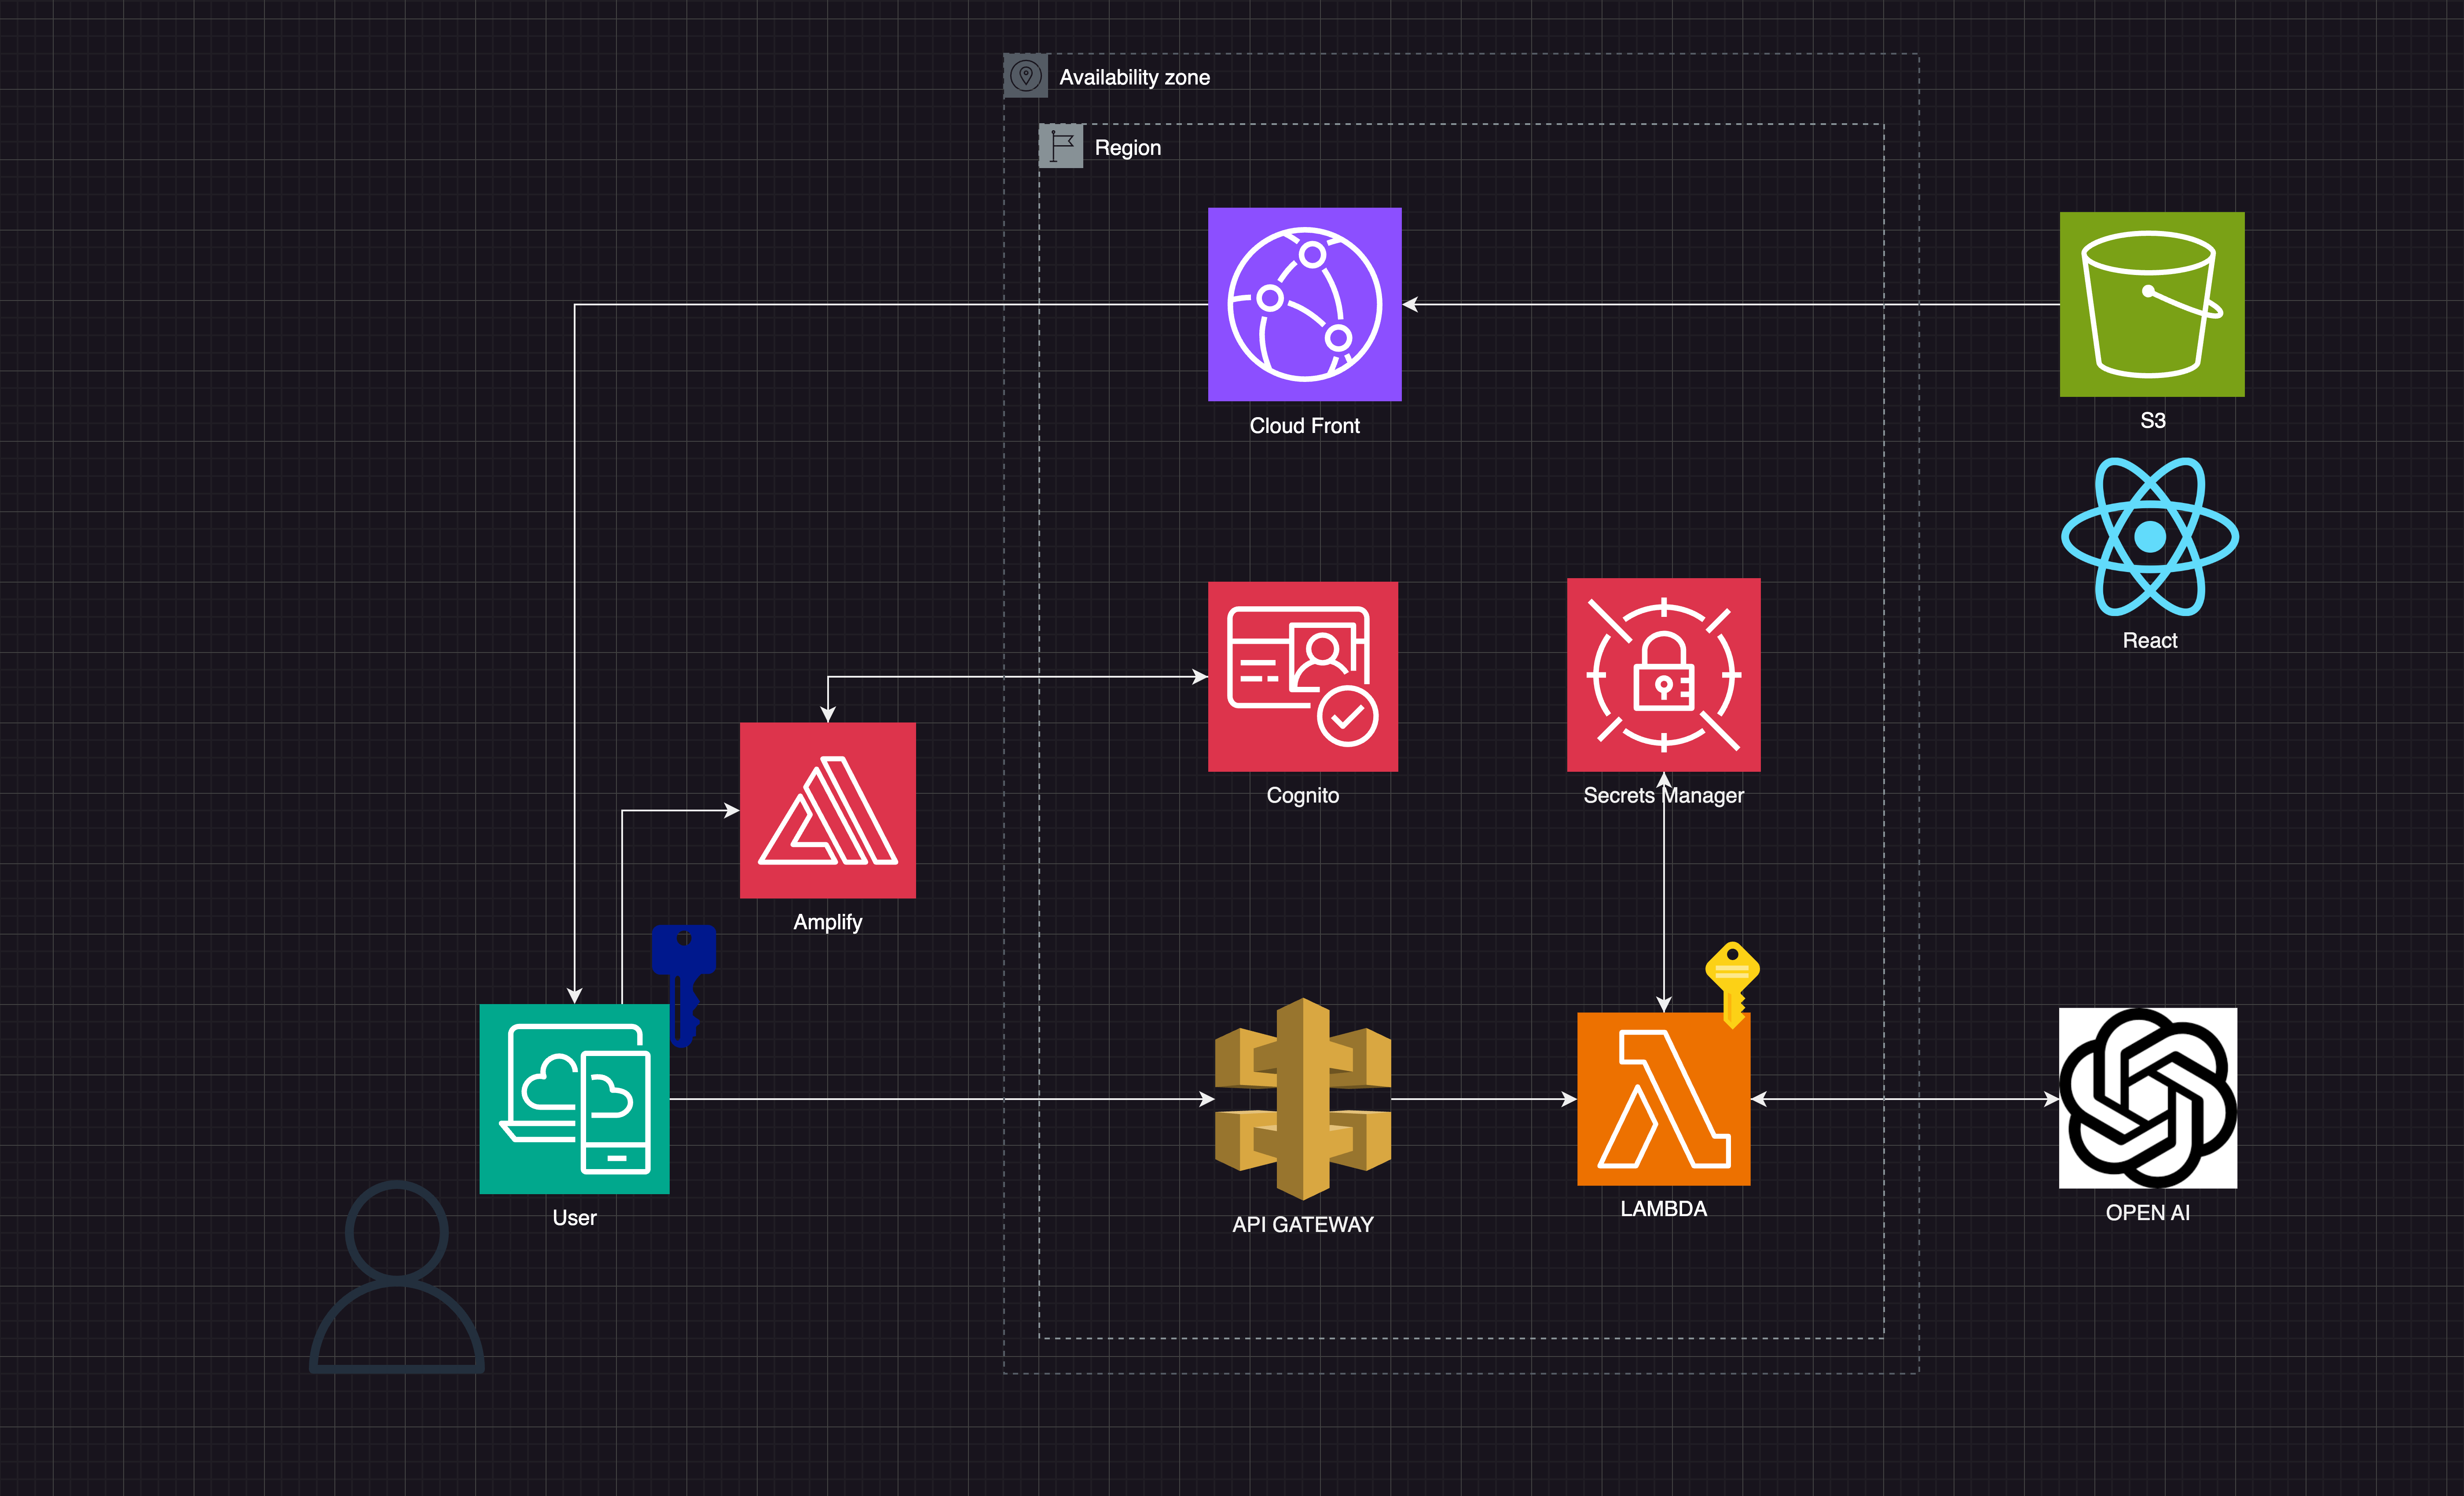 Availability zone
Region
Cloud Front
S3
React
Cognito
Secrets Manager
Amplify
User
API GATEWAY
LAMBDA
OPEN AI